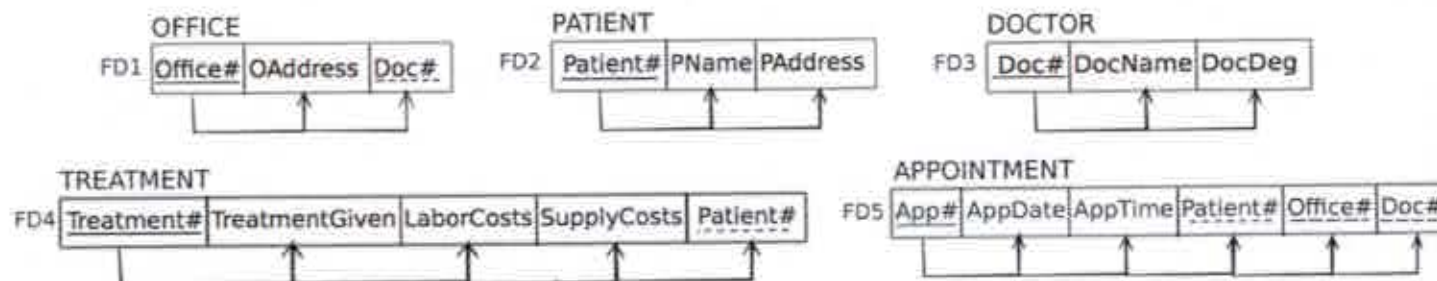 OFFICE
FD1 Office# OAddress Doc#
PATIENT
FD2 Patient# PName PAddress
DOCTOR
FD3 Doc# DocName DocDeg
TREATMENT
FD4 Treatment# TreatmentGiven LaborCosts SupplyCosts Patient#
APPOINTMENT
FD5 App# AppDate AppTime Patient# Office# Doc#